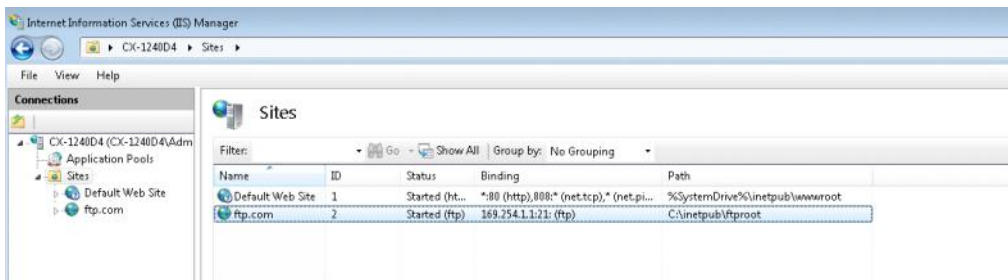 Internet Information Services (IIS) Manager
CX-1240D4 Sites
File View Help
Connections
CX-1240D4 (CX-1240D4\Adm
Application Pools
Sites
Default Web Site
ftp.com
Sites
Filter: Go Show All Group by: No Grouping
Name ID Status Binding Path
Default Web Site 1 Started (ht... *:80 (http),808:* (net.tcp),* (net.pi... %SystemDrive%\inetpub\wwwroot
ftp.com 2 Started (ftp) 169.254.1.1:21: (ftp) C:\inetpub\ftproot